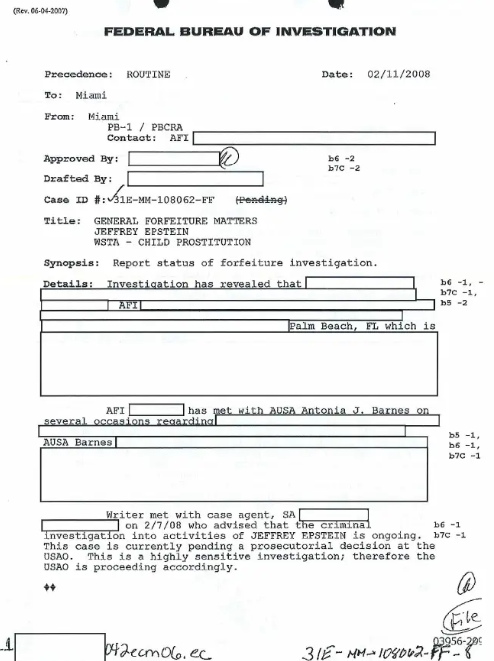 (Rev. 06-04-2007)
FEDERAL BUREAU OF INVESTIGATION
Precedence: ROUTINE Date: 02/11/2008
To: Miami
From: Miami
PB-1 / PBCRA
Contact: AFI
Approved By: b6 -2
b7C -2
Drafted By:
Case ID #: 31E-MM-108062-FF (Pending)
Title: GENERAL FORFEITURE MATTERS
JEFFREY EPSTEIN
WSTA - CHILD PROSTITUTION
Synopsis: Report status of forfeiture investigation.
Details: Investigation has revealed that b6 -1, -
b7C -1,
AFI b5 -2
Palm Beach, FL which is
AFI has met with AUSA Antonia J. Barnes on
several occasions regarding
b5 -1,
AUSA Barnes b6 -1,
b7C -1
Writer met with case agent, SA
on 2/7/08 who advised that the criminal b6 -1
investigation into activities of JEFFREY EPSTEIN is ongoing. b7C -1
This case is currently pending a prosecutorial decision at the
USAO. This is a highly sensitive investigation; therefore the
USAO is proceeding accordingly.
♦♦
File
03956-209
042ecm06.ec 31E-MM-108062-FF-8